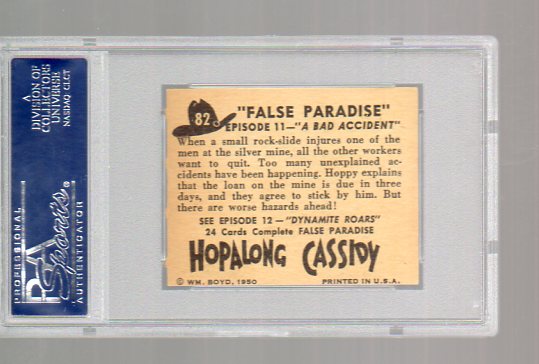 A
DIVISION OF
COLLECTORS
UNIVERSE
NASDAQ: CLCT
PROFESSIONAL
PSA
Sports®
AUTHENTICATOR
82
"FALSE PARADISE"
EPISODE 11—"A BAD ACCIDENT"
When a small rock-slide injures one of the
men at the silver mine, all the other workers
want to quit. Too many unexplained ac-
cidents have been happening. Hoppy explains
that the loan on the mine is due in three
days, and they agree to stick by him. But
there are worse hazards ahead!
SEE EPISODE 12—"DYNAMITE ROARS"
24 Cards Complete FALSE PARADISE
HOPALONG CASSIDY
© WM. BOYD, 1950 PRINTED IN U.S.A.